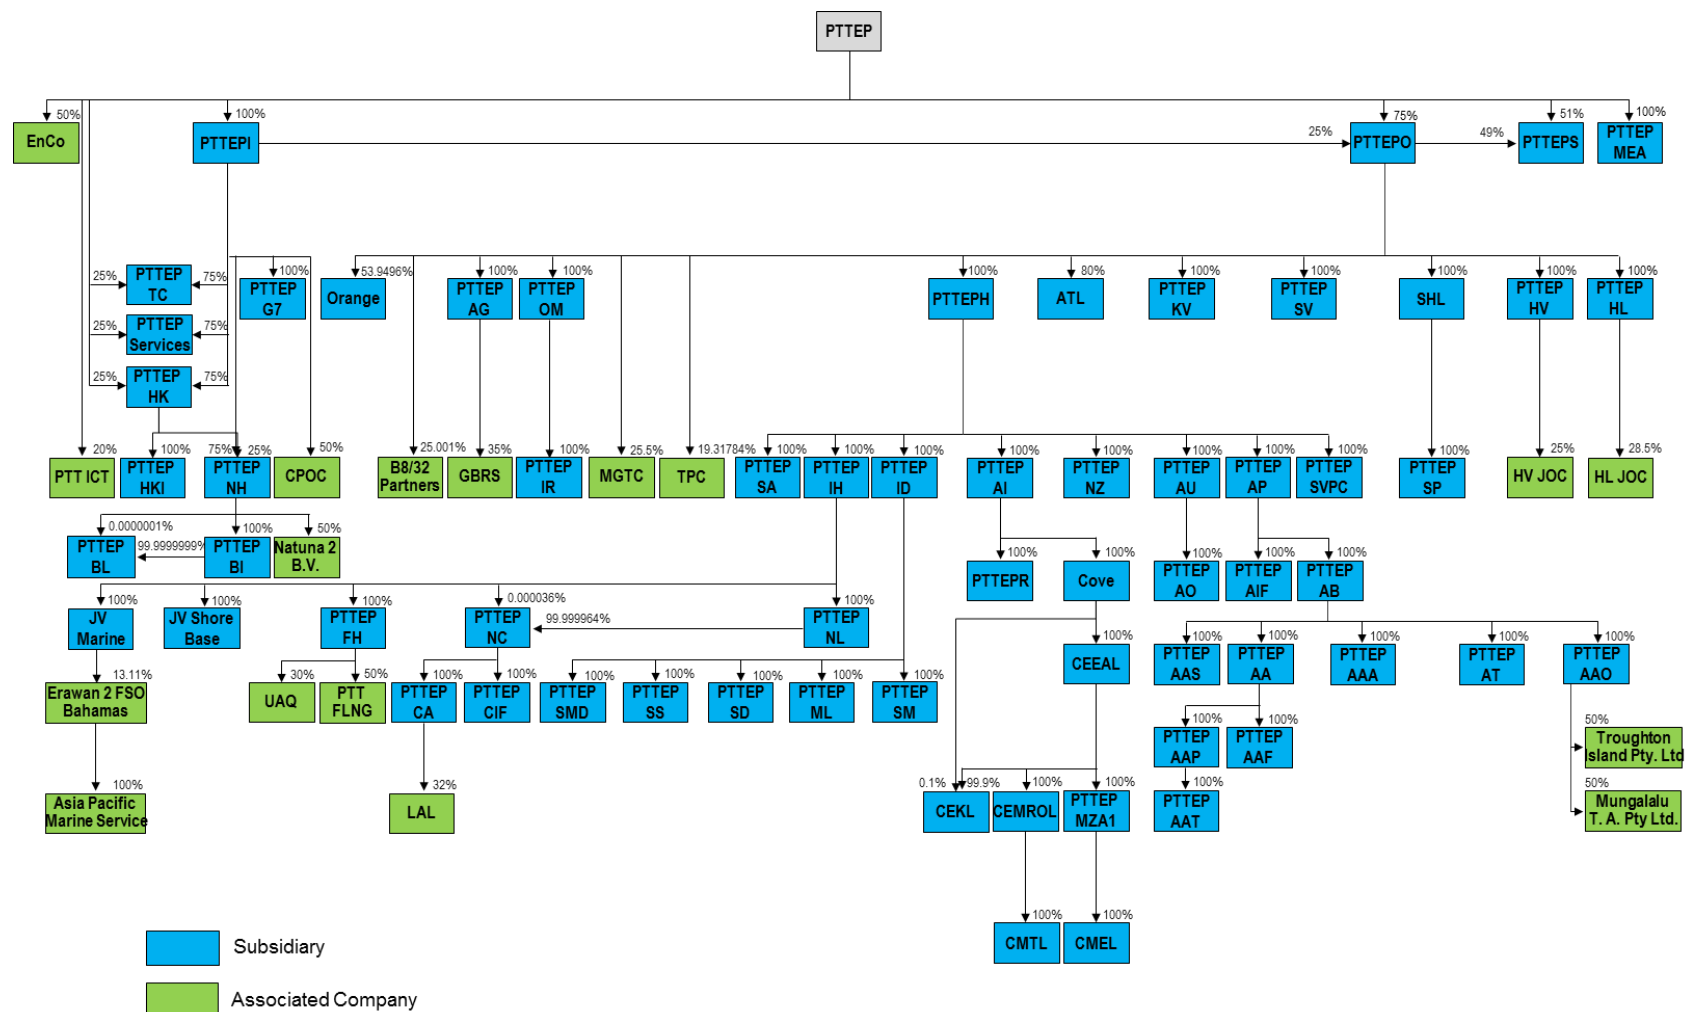 PTTEP
50%
100%
75%
51%
100%
EnCo
PTTEPI
25%
PTTEPO
49%
PTTEPS
PTTEP
MEA
25%
PTTEP
TC
75%
100%
PTTEP
G7
53.9496%
Orange
100%
PTTEP
AG
100%
PTTEP
OM
100%
PTTEPH
80%
ATL
100%
PTTEP
KV
100%
PTTEP
SV
100%
SHL
100%
PTTEP
HV
100%
PTTEP
HL
25%
PTTEP
Services
75%
25%
PTTEP
HK
75%
20%
PTT ICT
100%
PTTEP
HKI
75%
25%
PTTEP
NH
50%
CPOC
25.001%
B8/32
Partners
35%
GBRS
100%
PTTEP
IR
25.5%
MGTC
19.31784%
TPC
100%
PTTEP
SA
100%
PTTEP
IH
100%
PTTEP
ID
100%
PTTEP
AI
100%
PTTEP
NZ
100%
PTTEP
AU
100%
PTTEP
AP
100%
PTTEP
SVPC
100%
PTTEP
SP
25%
HV JOC
28.5%
HL JOC
0.0000001%
PTTEP
BL
99.9999999%
100%
PTTEP
BI
50%
Natuna 2
B.V.
100%
PTTEPR
100%
Cove
100%
PTTEP
AO
100%
PTTEP
AIF
100%
PTTEP
AB
100%
JV
Marine
100%
JV Shore
Base
100%
PTTEP
FH
0.000036%
PTTEP
NC
99.999964%
100%
PTTEP
NL
100%
CEEAL
100%
PTTEP
AAS
100%
PTTEP
AA
100%
PTTEP
AAA
100%
PTTEP
AT
100%
PTTEP
AAO
13.11%
Erawan 2 FSO
Bahamas
30%
UAQ
50%
PTT
FLNG
100%
PTTEP
CA
100%
PTTEP
CIF
100%
PTTEP
SMD
100%
PTTEP
SS
100%
PTTEP
SD
100%
PTTEP
ML
100%
PTTEP
SM
100%
PTTEP
AAP
100%
PTTEP
AAF
50%
Troughton
Island Pty. Ltd
100%
Asia Pacific
Marine Service
32%
LAL
0.1%
99.9%
CEKL
100%
CEMROL
100%
PTTEP
MZA1
100%
PTTEP
AAT
50%
Mungalalu
T. A. Pty Ltd.
100%
CMTL
100%
CMEL
Subsidiary
Associated Company